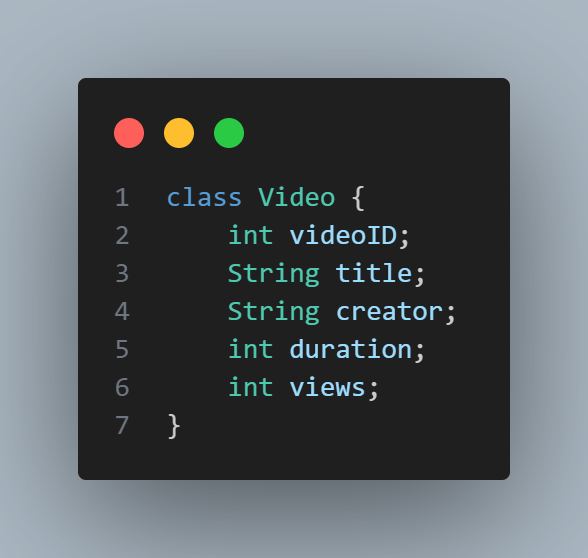 1 class Video {
2     int videoID;
3     String title;
4     String creator;
5     int duration;
6     int views;
7 }